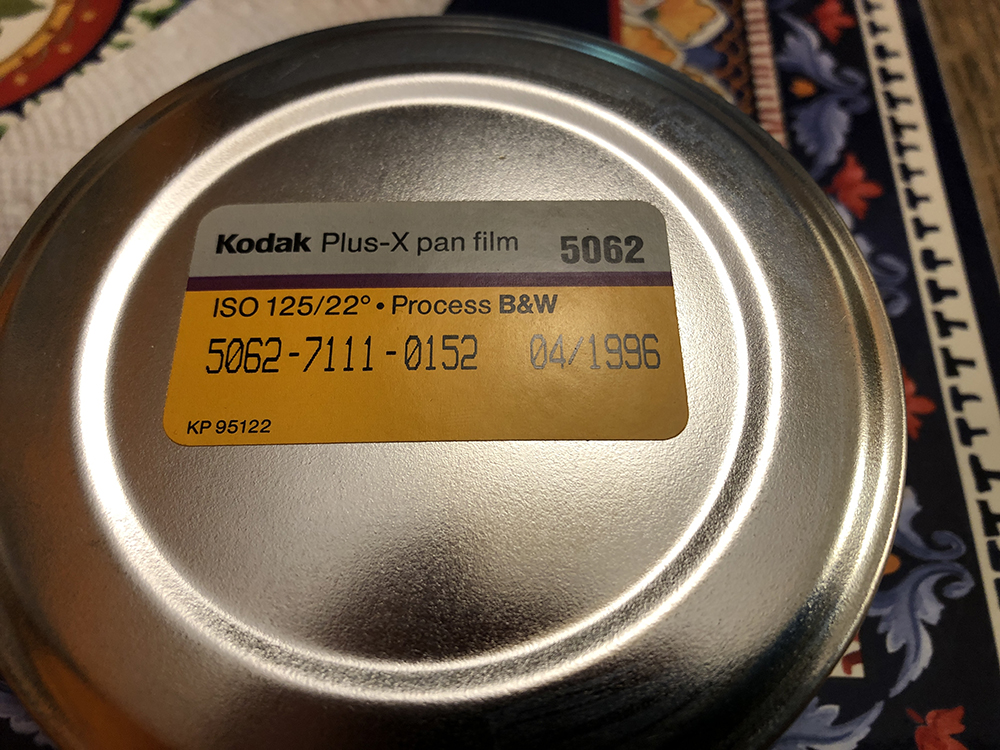 Kodak Plus-X pan film 5062
ISO 125/22° • Process B&W
5062-7111-0152 04/1996
KP 95122